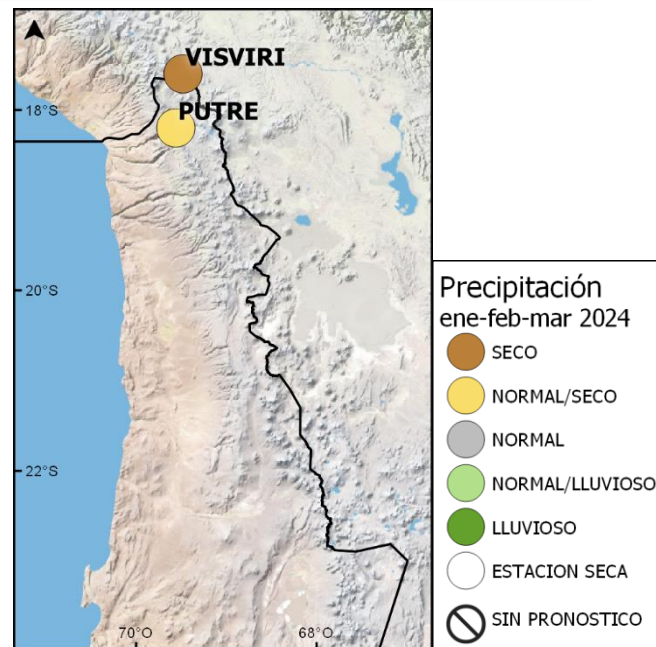 VISVIRI
PUTRE
18°S
20°S
22°S
70°O
68°O
Precipitación
ene-feb-mar 2024
SECO
NORMAL/SECO
NORMAL
NORMAL/LLUVIOSO
LLUVIOSO
ESTACION SECA
SIN PRONOSTICO